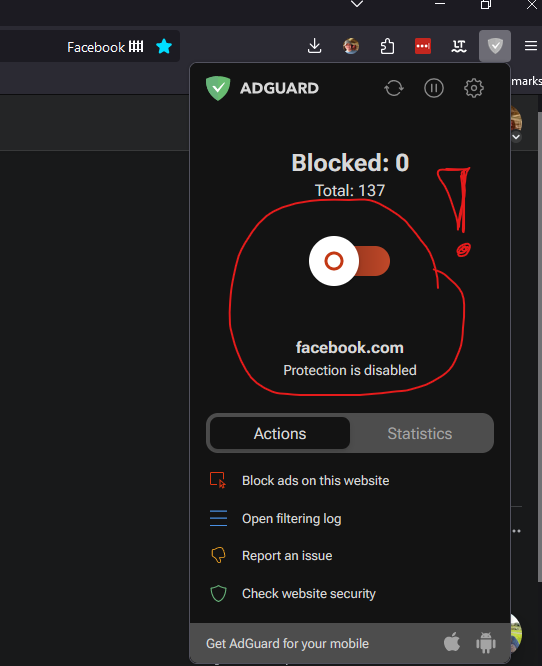 Facebook
marks
ADGUARD
Blocked: 0
Total: 137
facebook.com
Protection is disabled
Actions
Statistics
Block ads on this website
Open filtering log
Report an issue
Check website security
Get AdGuard for your mobile